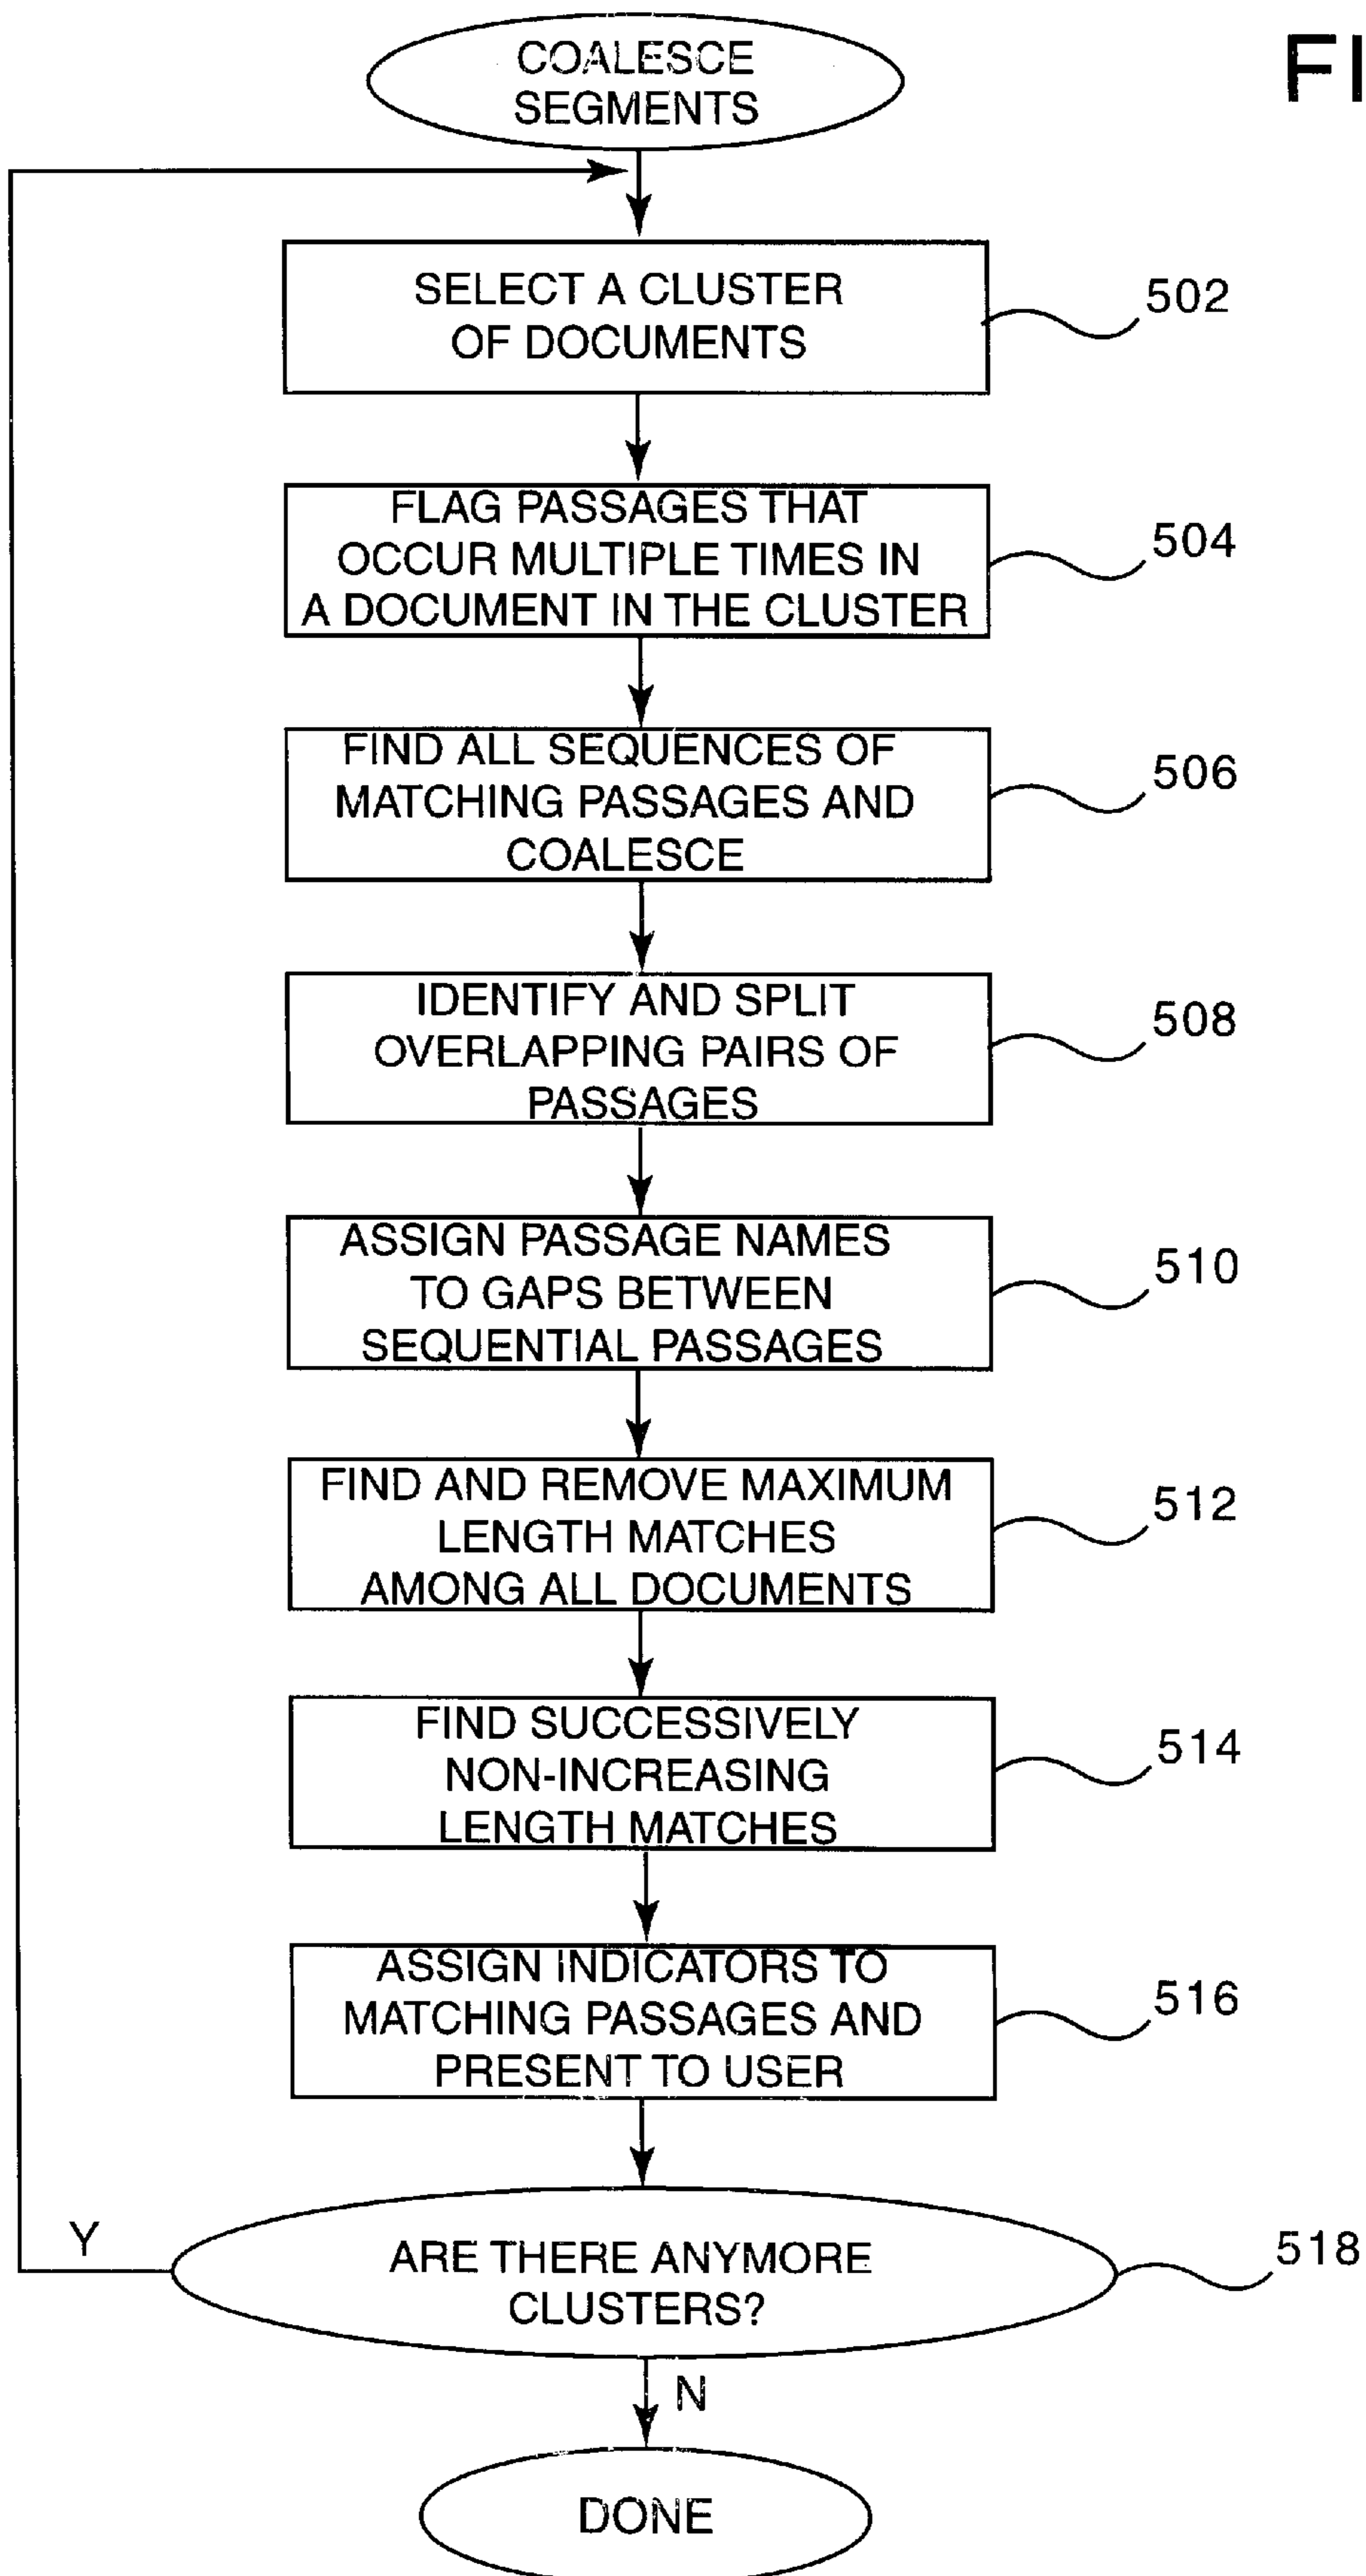 COALESCE
SEGMENTS
FI
SELECT A CLUSTER
OF DOCUMENTS
502
FLAG PASSAGES THAT
OCCUR MULTIPLE TIMES IN
A DOCUMENT IN THE CLUSTER
504
FIND ALL SEQUENCES OF
MATCHING PASSAGES AND
COALESCE
506
IDENTIFY AND SPLIT
OVERLAPPING PAIRS OF
PASSAGES
508
ASSIGN PASSAGE NAMES
TO GAPS BETWEEN
SEQUENTIAL PASSAGES
510
FIND AND REMOVE MAXIMUM
LENGTH MATCHES
AMONG ALL DOCUMENTS
512
FIND SUCCESSIVELY
NON-INCREASING
LENGTH MATCHES
514
ASSIGN INDICATORS TO
MATCHING PASSAGES AND
PRESENT TO USER
516
Y
ARE THERE ANYMORE
CLUSTERS?
518
N
DONE